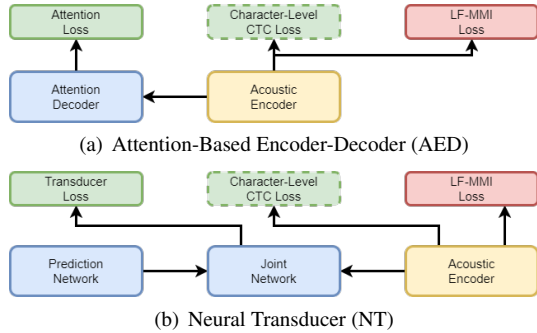 Attention
Loss
Character-Level
CTC Loss
LF-MMI
Loss
Attention
Decoder
Acoustic
Encoder
(a) Attention-Based Encoder-Decoder (AED)
Transducer
Loss
Character-Level
CTC Loss
LF-MMI
Loss
Prediction
Network
Joint
Network
Acoustic
Encoder
(b) Neural Transducer (NT)